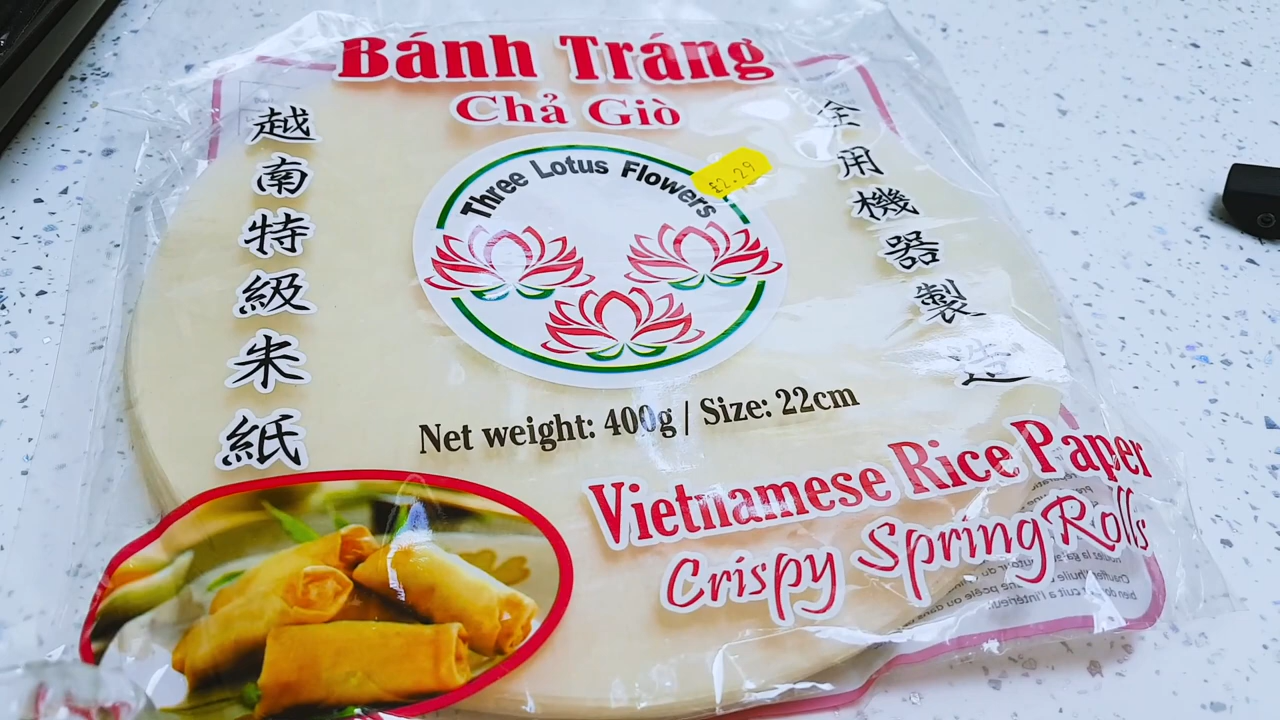 Bánh Tráng
Chả Giò
越南特級米紙
全用機器製造
Three Lotus Flowers
£2.29
Net weight: 400g / Size: 22cm
Vietnamese Rice Paper
Crispy Spring Rolls